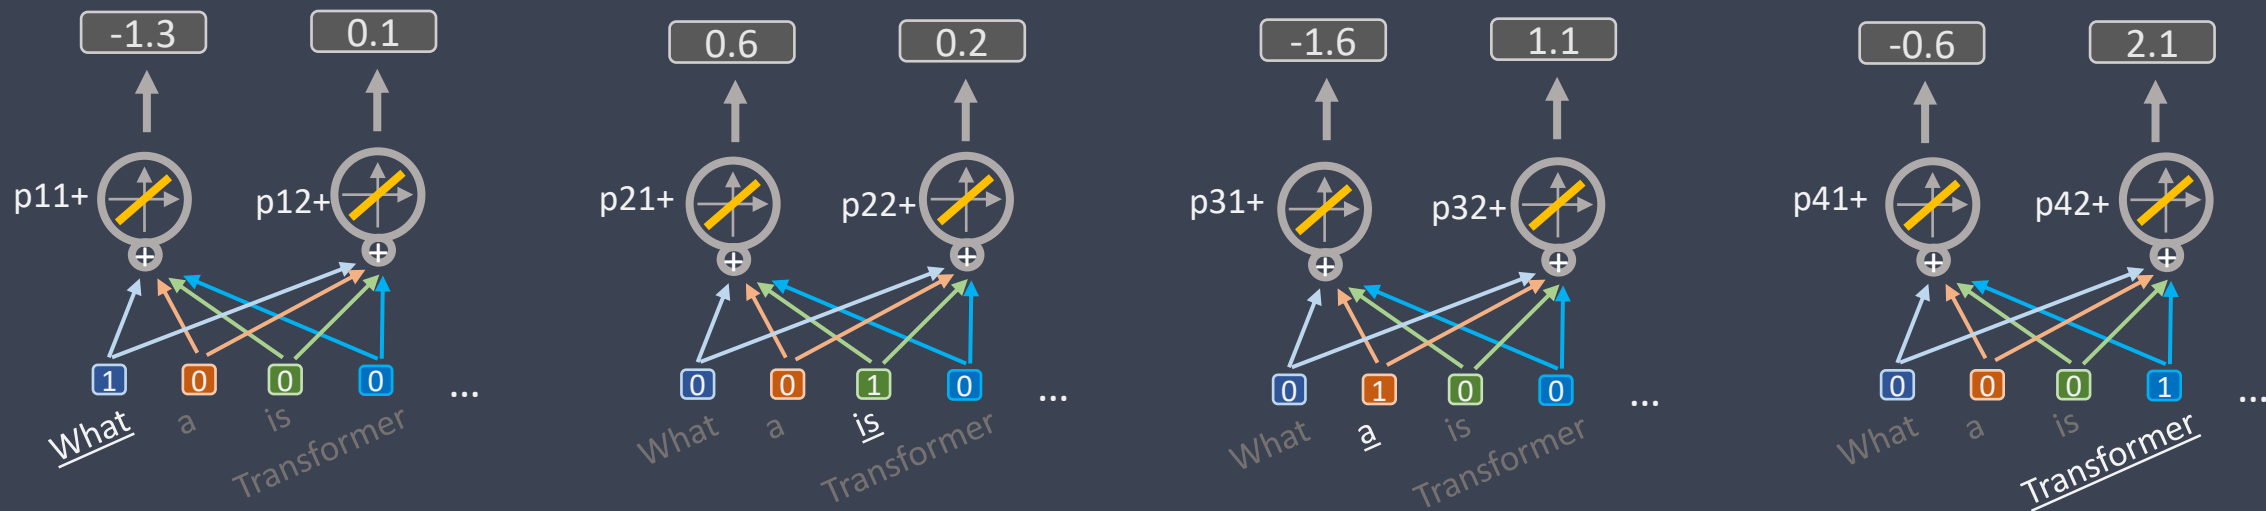 -1.3 0.1 0.6 0.2 -1.6 1.1 -0.6 2.1
p11+ p12+ p21+ p22+ p31+ p32+ p41+ p42+
+ + + + + + + +
1 0 0 0 ... 0 0 1 0 ... 0 1 0 0 ... 0 0 0 1 ...
What a is Transformer What a is Transformer What a is Transformer What a is Transformer